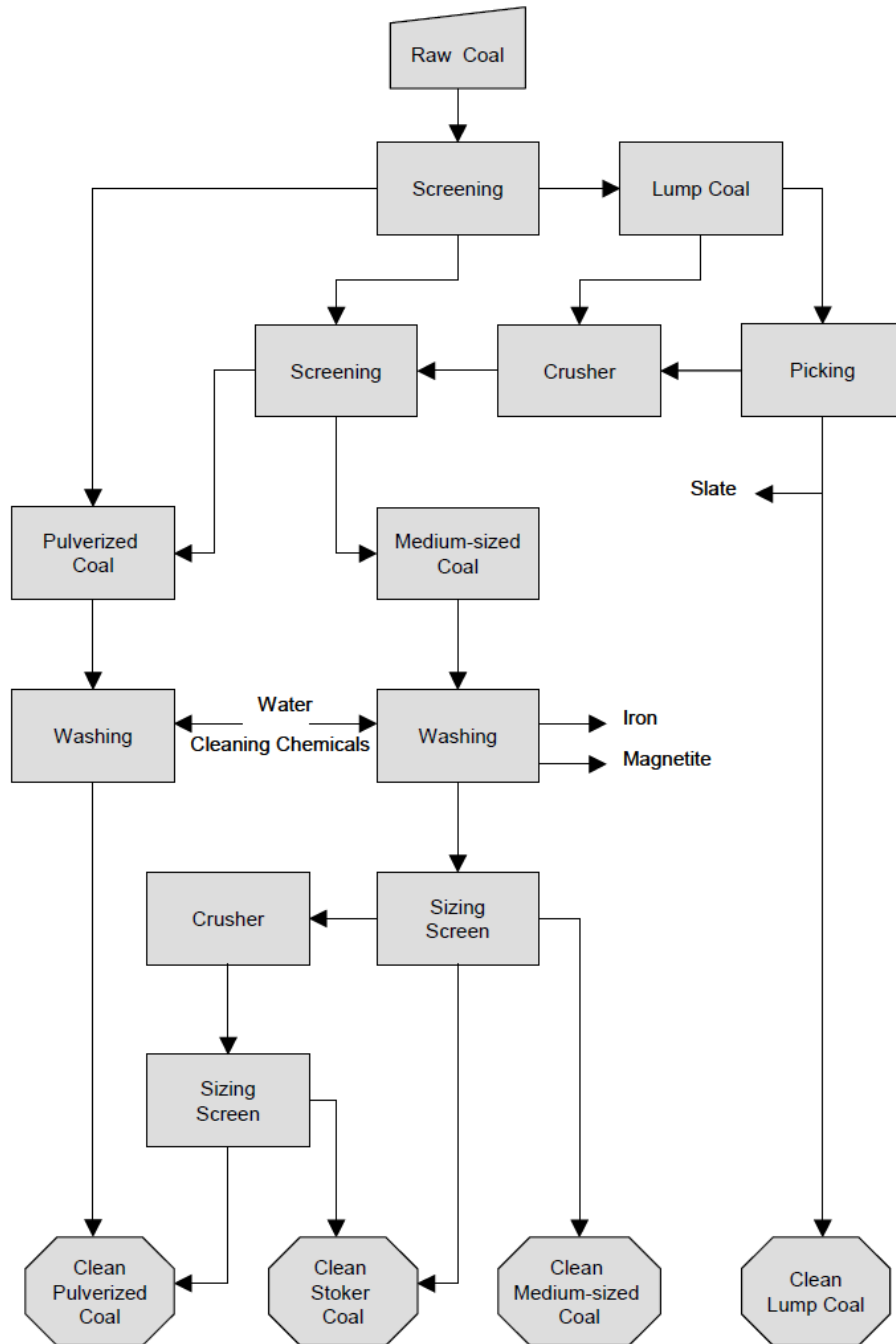 Raw Coal
Screening
Lump Coal
Screening
Crusher
Picking
Slate
Pulverized
Coal
Medium-sized
Coal
Washing
Water
Cleaning Chemicals
Washing
Iron
Magnetite
Crusher
Sizing
Screen
Sizing
Screen
Clean
Pulverized
Coal
Clean
Stoker
Coal
Clean
Medium-sized
Coal
Clean
Lump Coal